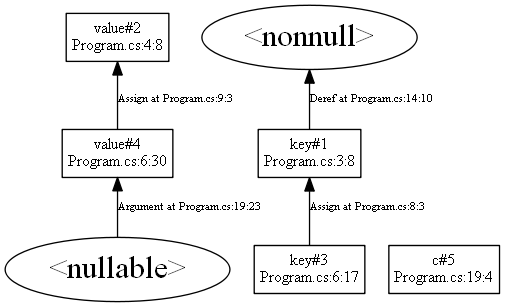 value#2
Program.cs:4:8
<nonnull>
Assign at Program.cs:9:3
Deref at Program.cs:14:10
value#4
Program.cs:6:30
key#1
Program.cs:3:8
Argument at Program.cs:19:23
Assign at Program.cs:8:3
<nullable>
key#3
Program.cs:6:17
c#5
Program.cs:19:4